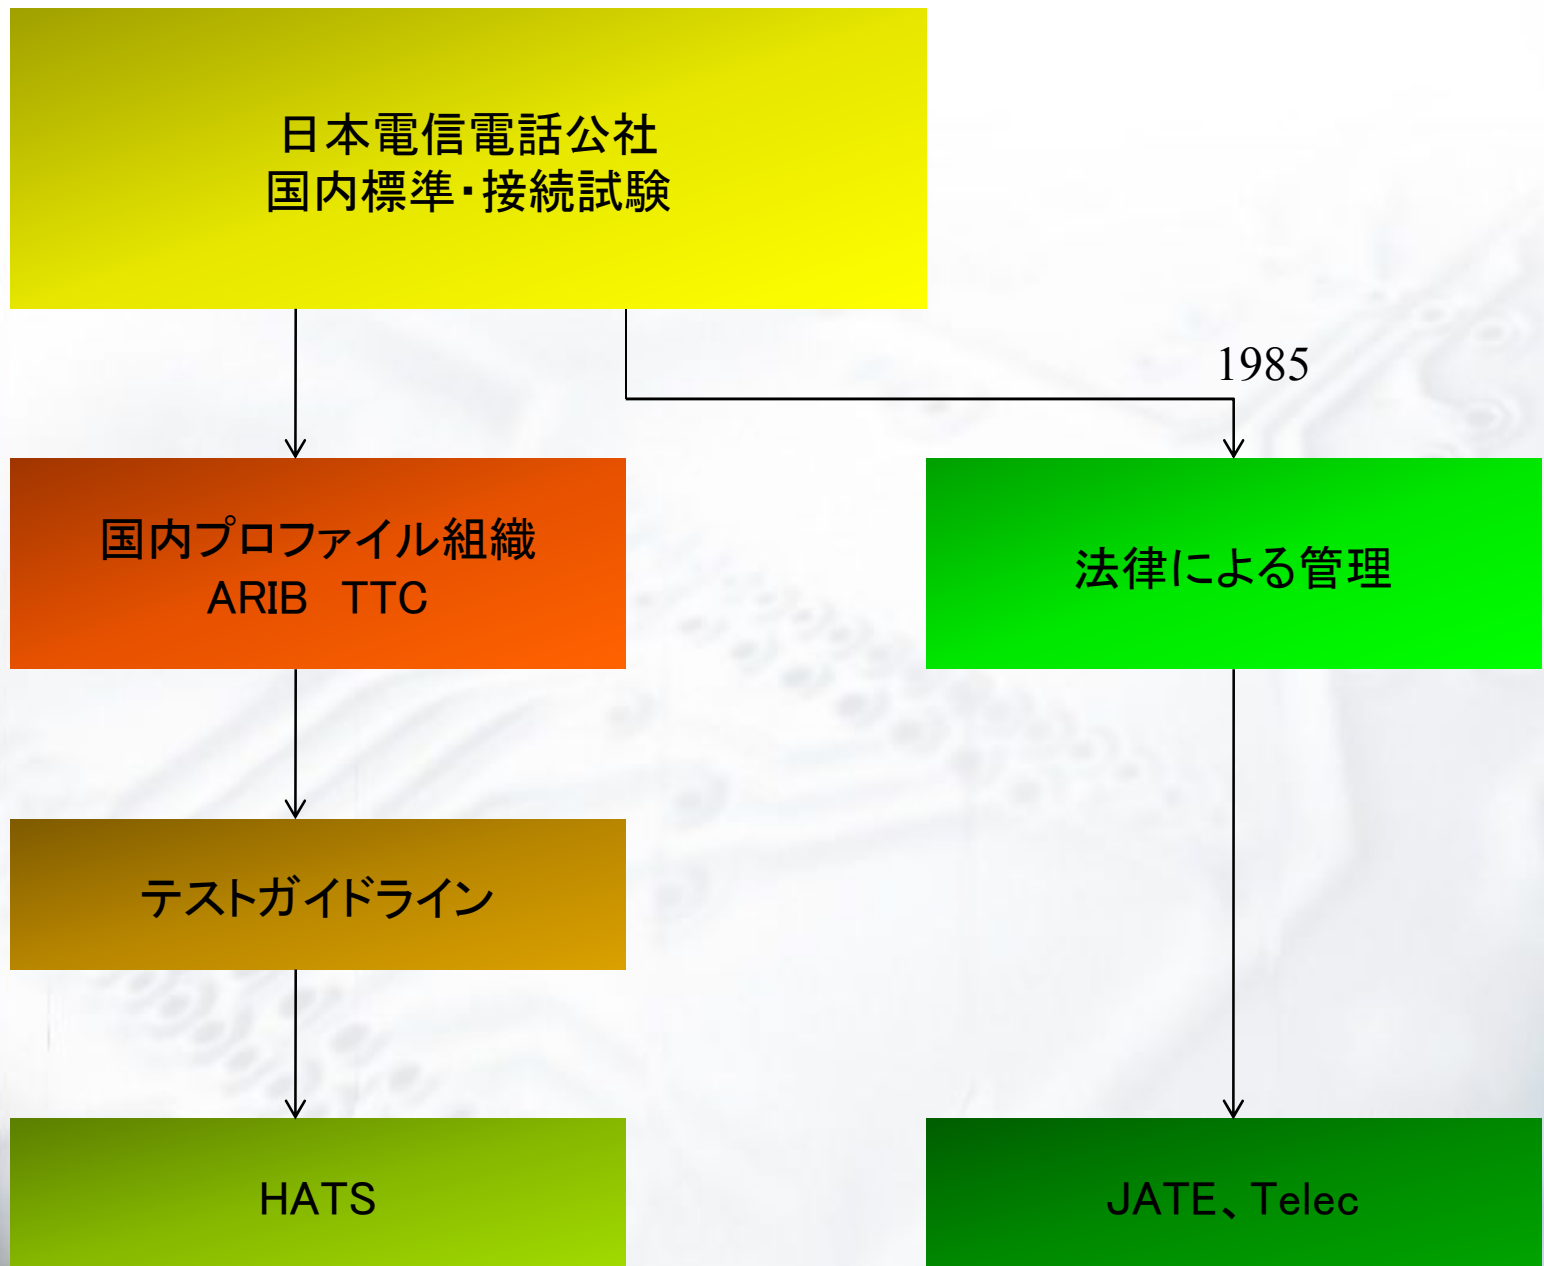 日本電信電話公社
国内標準・接続試験
1985
国内プロファイル組織
ARIB　TTC
法律による管理
テストガイドライン
HATS
JATE、Telec